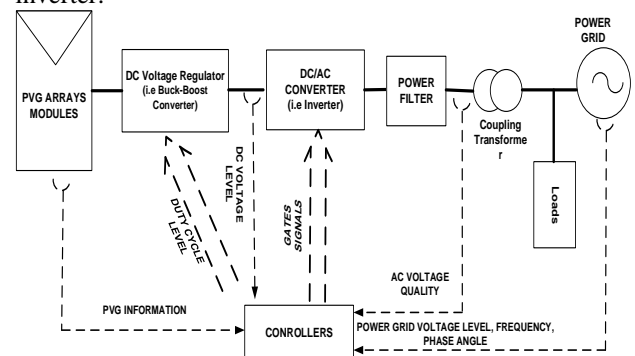 inverter.
PVG ARRAYS
MODULES
DC Voltage Regulator
(i.e Buck-Boost
Converter)
DC/AC
CONVERTER
(i.e Inverter)
POWER
FILTER
Coupling
Transforme
r
POWER
GRID
Loads
DC VOLTAGE
LEVEL
DUTY CYCLE
LEVEL
GATES
SIGNALS
AC VOLTAGE
QUALITY
PVG INFORMATION
CONROLLERS
POWER GRID VOLTAGE LEVEL, FREQUENCY,
PHASE ANGLE